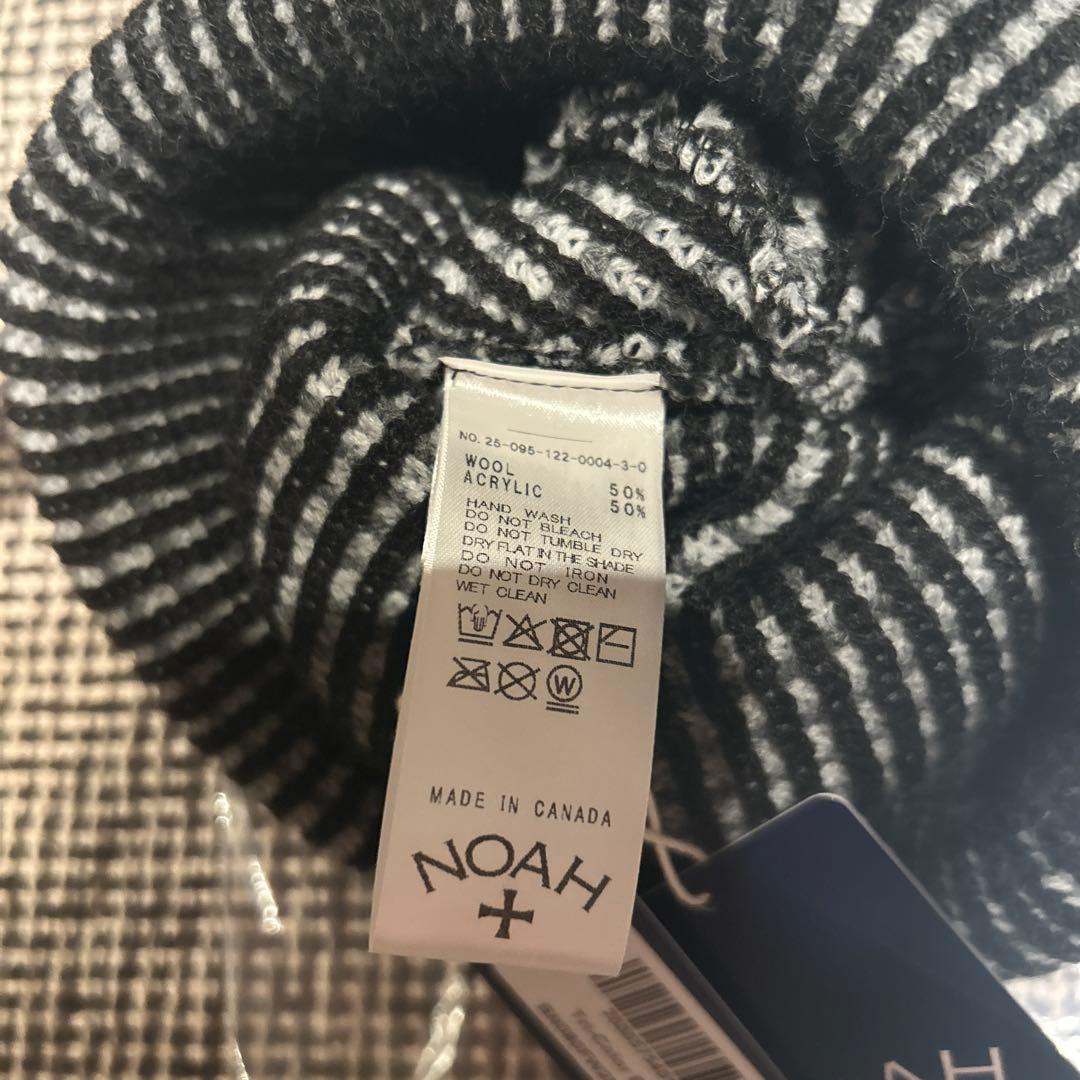 NO. 25-095-122-0004-3-0
WOOL 50%
ACRYLIC 50%
HAND WASH
DO NOT BLEACH
DO NOT TUMBLE DRY
DRY FLAT IN THE SHADE
DO NOT IRON
DO NOT DRY CLEAN
WET CLEAN
W
MADE IN CANADA
NOAH
AH